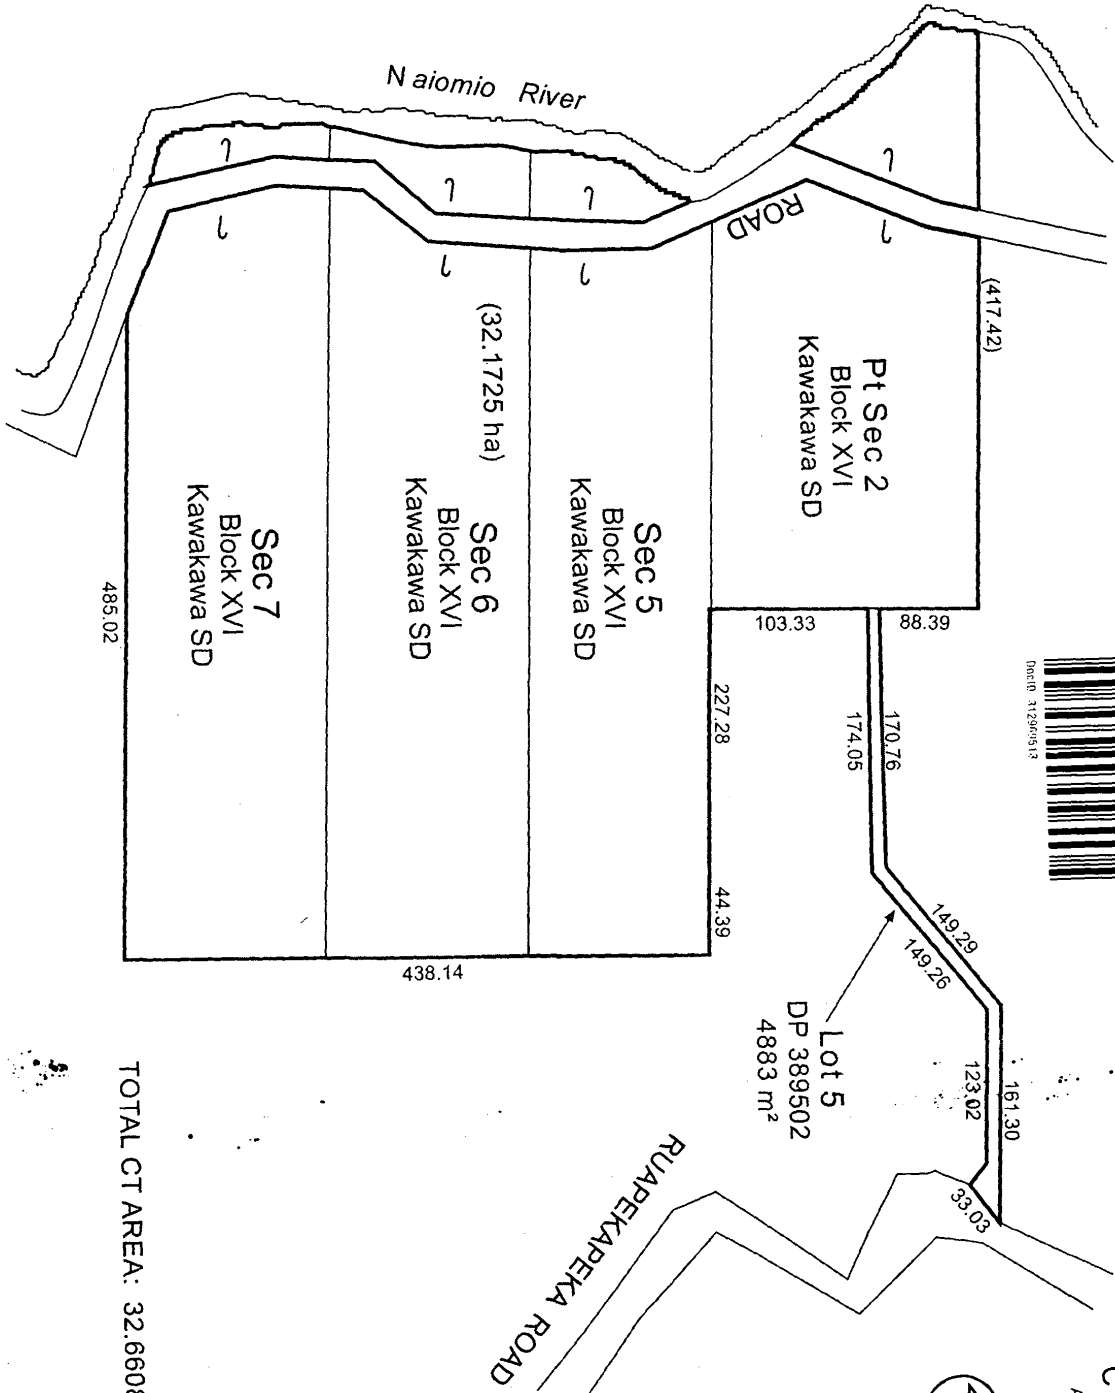 N aiomio River
ROAD
(417.42)
Pt Sec 2
Block XVI
Kawakawa SD
(32.1725 ha)
Sec 5
Block XVI
Kawakawa SD
Sec 6
Block XVI
Kawakawa SD
Sec 7
Block XVI
Kawakawa SD
485.02
103.33
88.39
227.28
44.39
438.14
170.76
174.05
149.29
149.26
161.30
123.02
33.03
Lot 5
DP 389502
4883 m²
RUAPEKAPEKA ROAD
TOTAL CT AREA: 32.6608